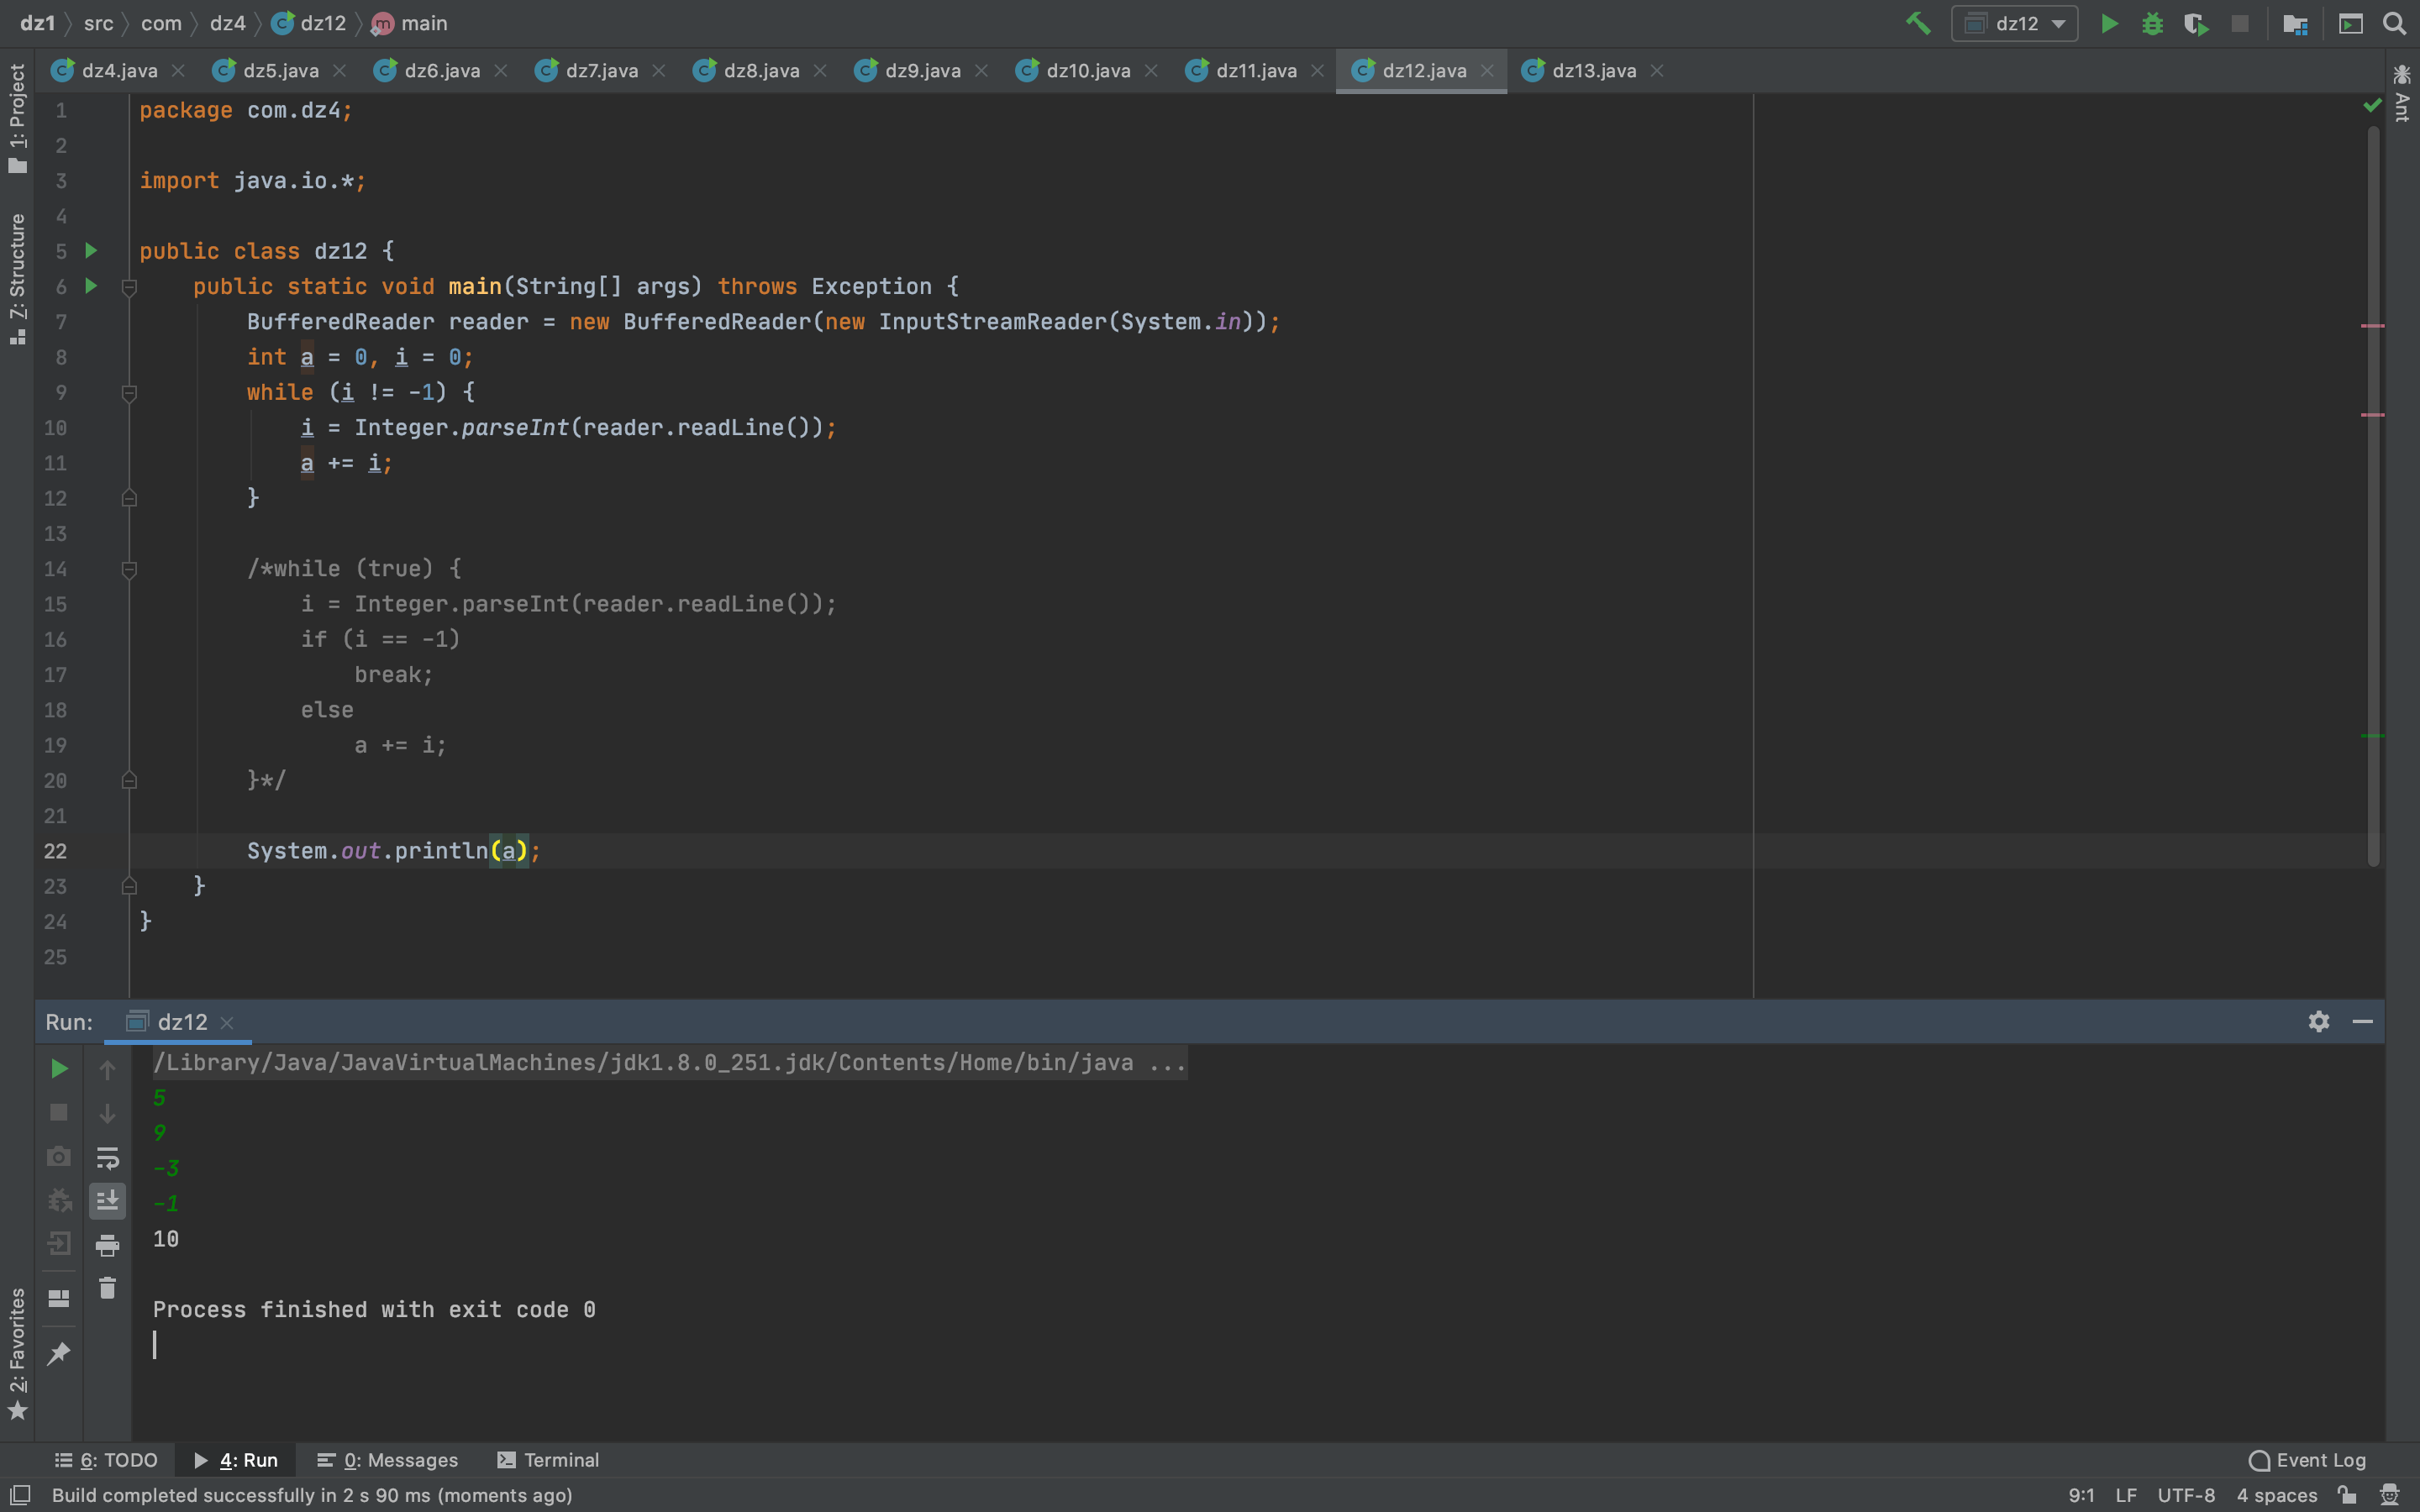 dz1 src com dz4 dz12 main dz12
dz4.java dz5.java dz6.java dz7.java dz8.java dz9.java dz10.java dz11.java dz12.java dz13.java
1: Project
7: Structure
2: Favorites
Ant
1 package com.dz4;
2
3 import java.io.*;
4
5 public class dz12 {
6 public static void main(String[] args) throws Exception {
7 BufferedReader reader = new BufferedReader(new InputStreamReader(System.in));
8 int a = 0, i = 0;
9 while (i != -1) {
10 i = Integer.parseInt(reader.readLine());
11 a += i;
12 }
13
14 /*while (true) {
15 i = Integer.parseInt(reader.readLine());
16 if (i == -1)
17 break;
18 else
19 a += i;
20 }*/
21
22 System.out.println(a);
23 }
24 }
25
Run: dz12
/Library/Java/JavaVirtualMachines/jdk1.8.0_251.jdk/Contents/Home/bin/java ...
5
9
-3
-1
10
Process finished with exit code 0
6: TODO 4: Run 0: Messages Terminal Event Log
Build completed successfully in 2 s 90 ms (moments ago) 9:1 LF UTF-8 4 spaces